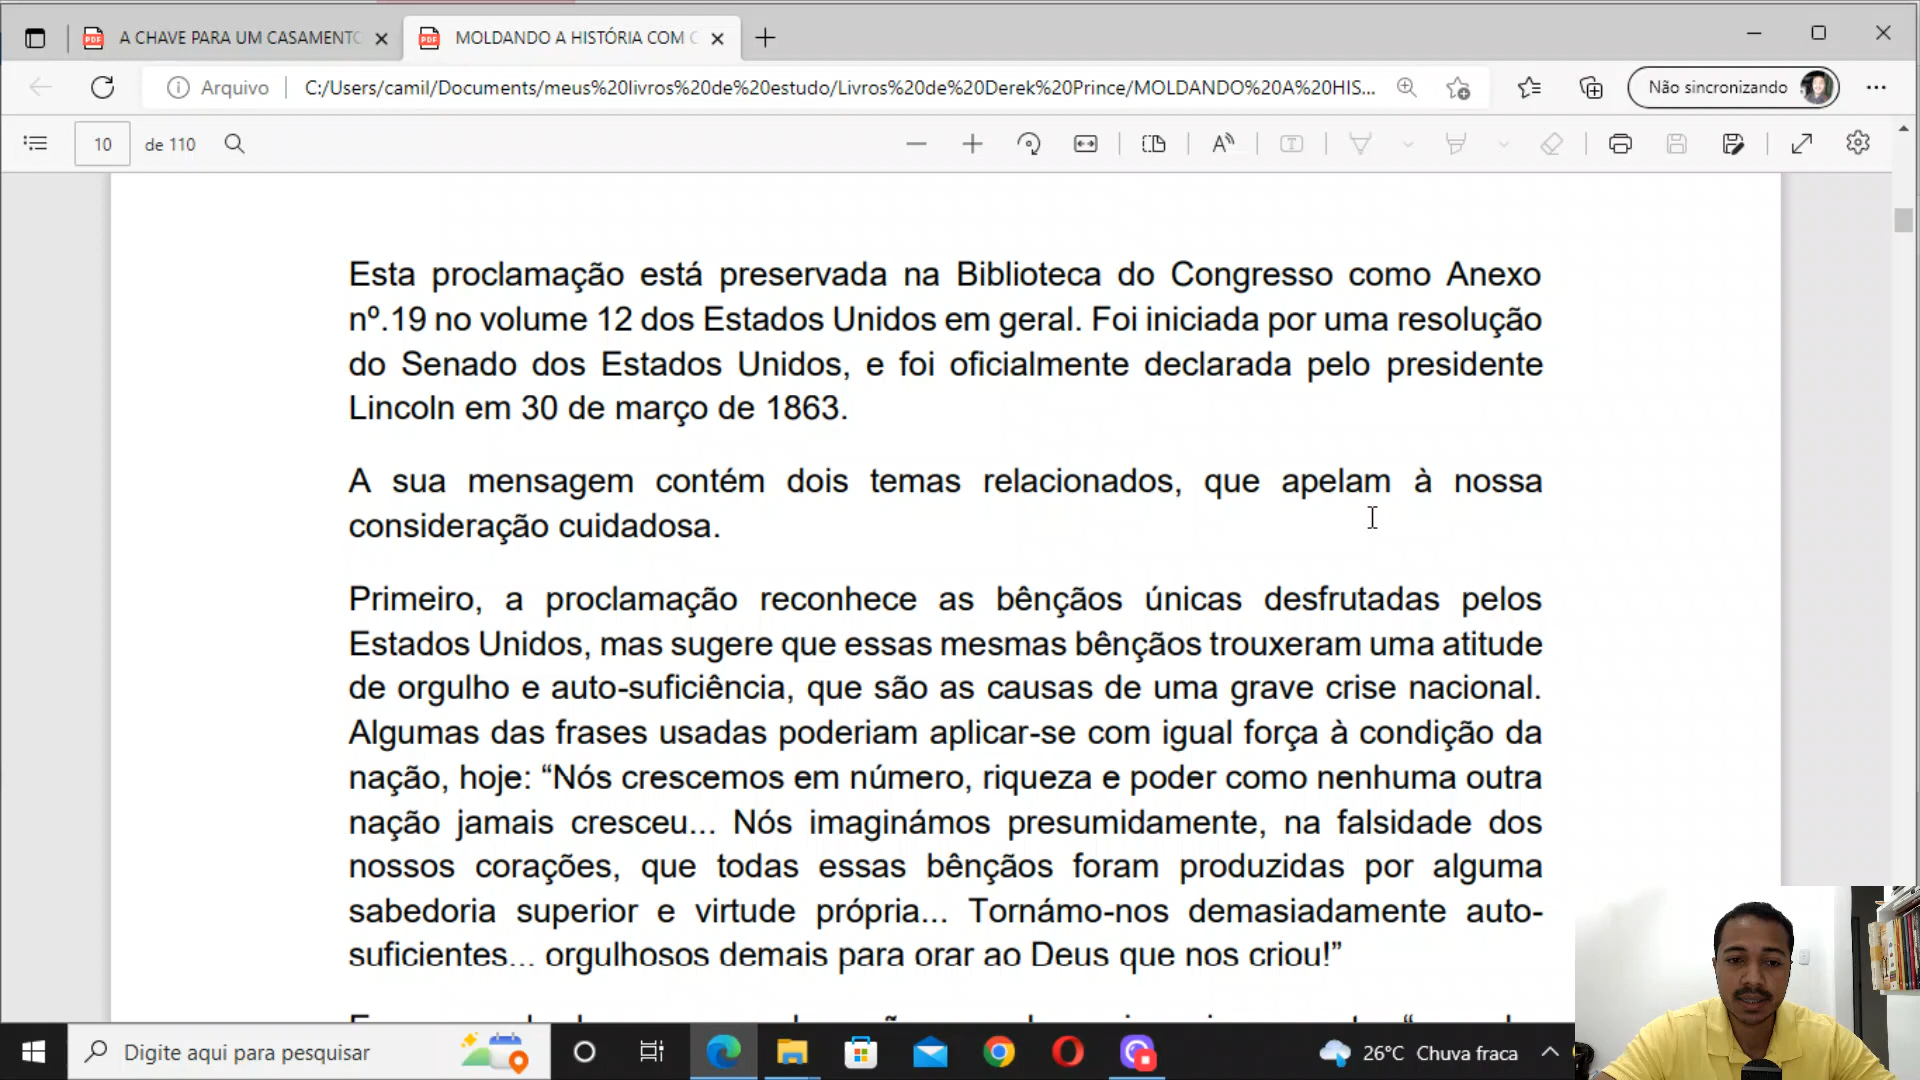 A CHAVE PARA UM CASAMENTO
MOLDANDO A HISTÓRIA COM
Arquivo
C:/Users/camil/Documents/meus%20livros%20de%20estudo/Livros%20de%20Derek%20Prince/MOLDANDO%20A%20HIS...
Não sincronizando
10 de 110
Esta proclamação está preservada na Biblioteca do Congresso como Anexo
nº.19 no volume 12 dos Estados Unidos em geral. Foi iniciada por uma resolução
do Senado dos Estados Unidos, e foi oficialmente declarada pelo presidente
Lincoln em 30 de março de 1863.
A sua mensagem contém dois temas relacionados, que apelam à nossa
consideração cuidadosa.
Primeiro, a proclamação reconhece as bênçãos únicas desfrutadas pelos
Estados Unidos, mas sugere que essas mesmas bênçãos trouxeram uma atitude
de orgulho e auto-suficiência, que são as causas de uma grave crise nacional.
Algumas das frases usadas poderiam aplicar-se com igual força à condição da
nação, hoje: “Nós crescemos em número, riqueza e poder como nenhuma outra
nação jamais cresceu... Nós imaginámos presumidamente, na falsidade dos
nossos corações, que todas essas bênçãos foram produzidas por alguma
sabedoria superior e virtude própria... Tornámo-nos demasiadamente auto-
suficientes... orgulhosos demais para orar ao Deus que nos criou!”
Digite aqui para pesquisar
26°C Chuva fraca